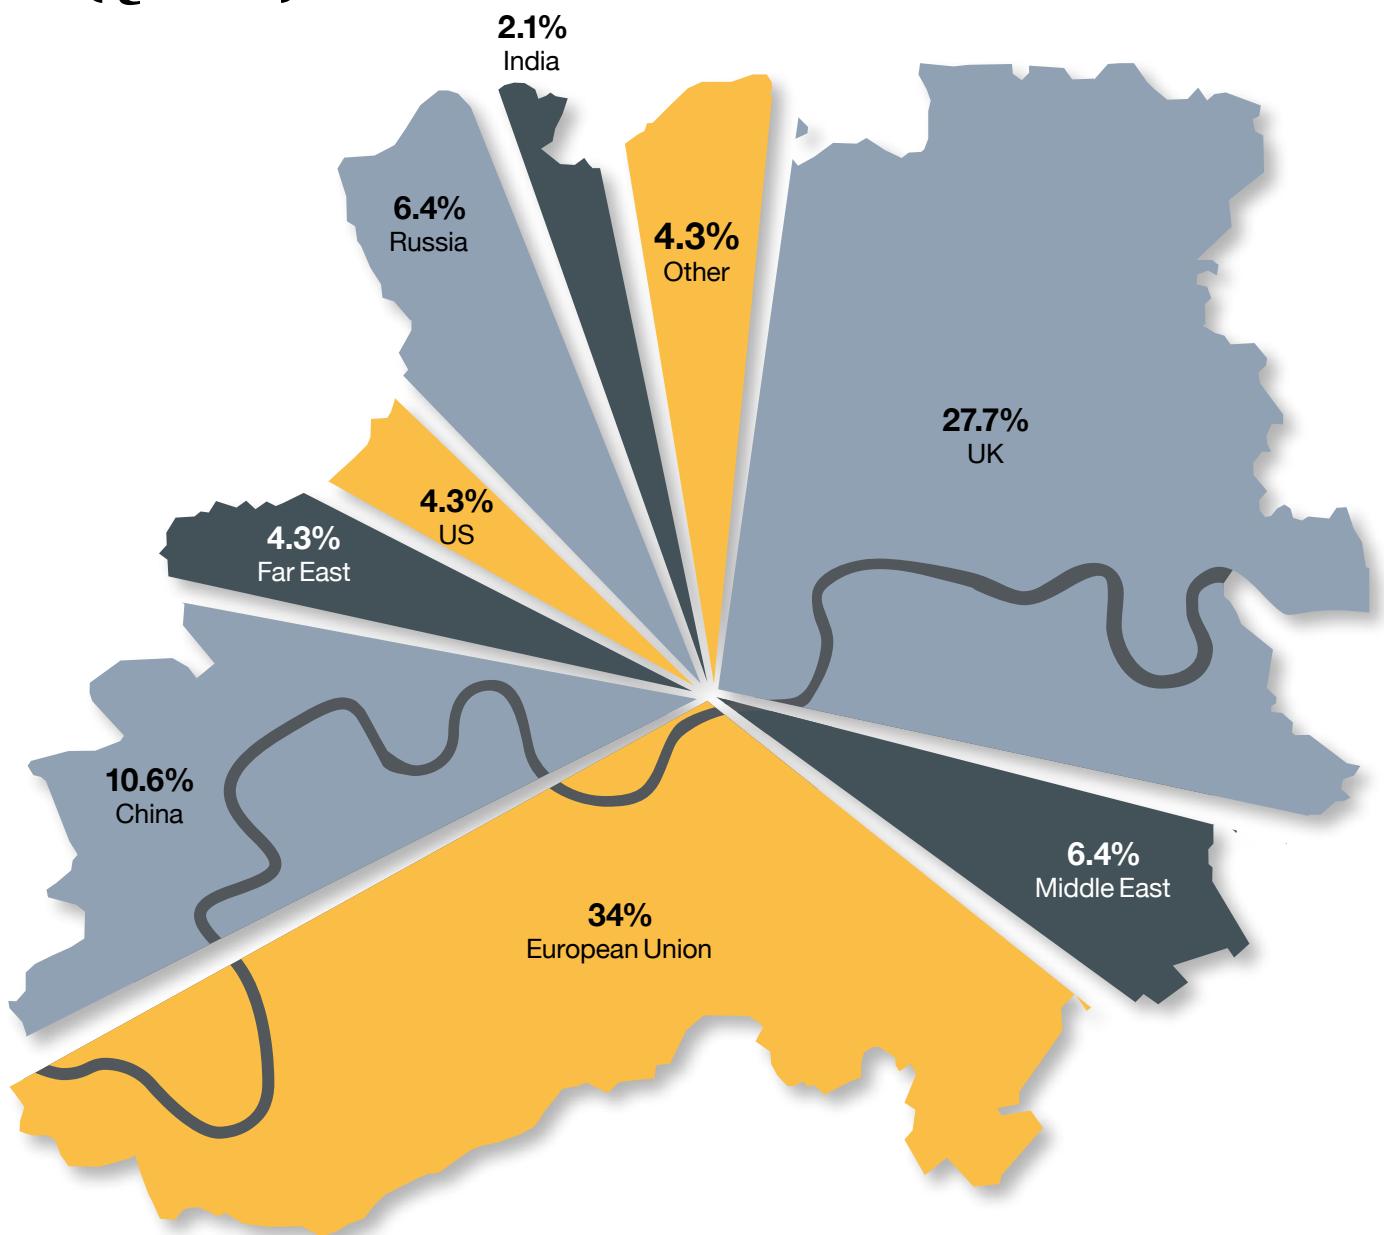 2.1%
India
6.4%
Russia
4.3%
Other
27.7%
UK
4.3%
US
4.3%
Far East
10.6%
China
6.4%
Middle East
34%
European Union